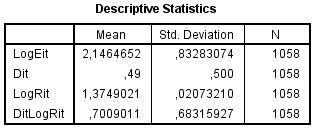 Descriptive Statistics
Mean Std. Deviation N
LogEit 2,1464652 ,83283074 1058
Dit ,49 ,500 1058
LogRit 1,3749021 ,02073210 1058
DitLogRit ,7009011 ,68315927 1058